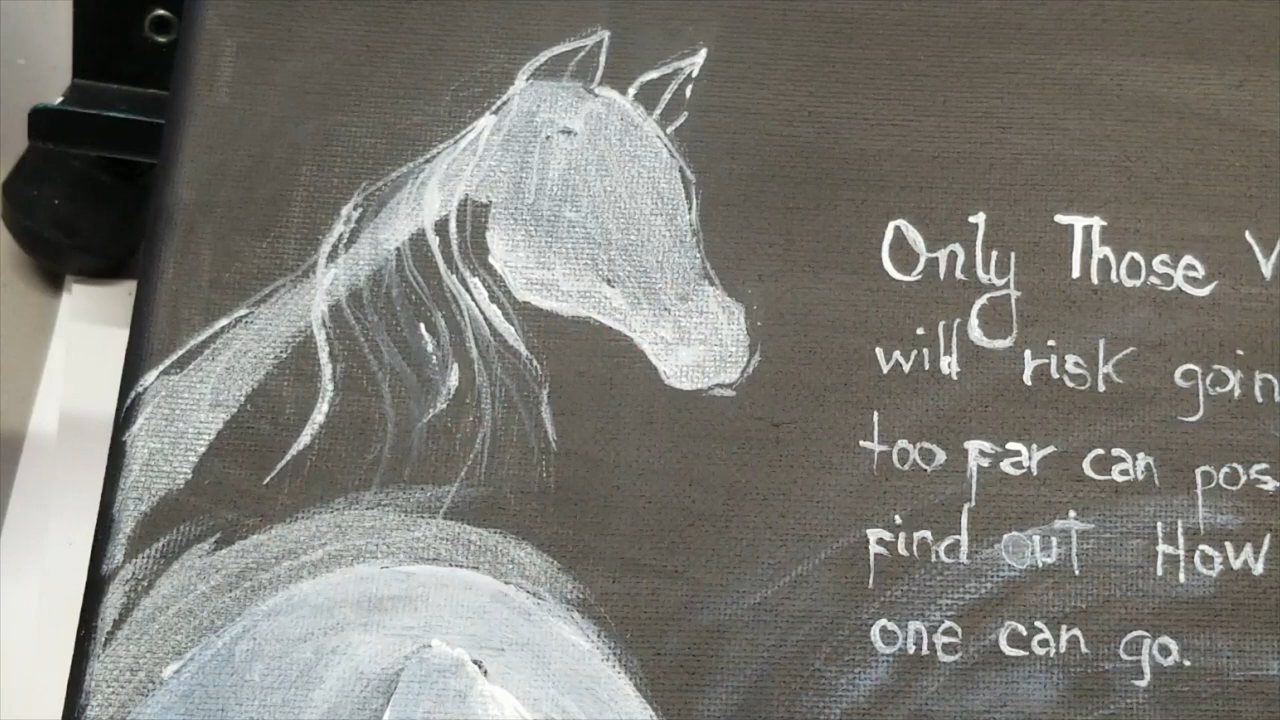 Only Those W
will risk goin
too far can pos
Find out How
one can go.